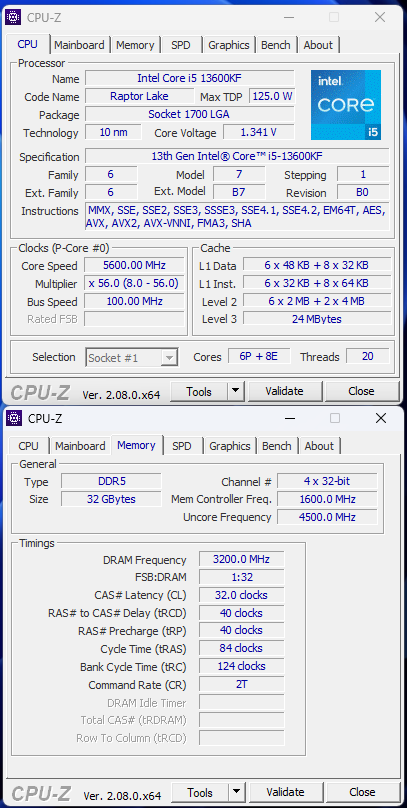 CPU-Z
CPU Mainboard Memory SPD Graphics Bench About
Processor
Name Intel Core i5 13600KF
Code Name Raptor Lake Max TDP 125.0 W
Package Socket 1700 LGA
Technology 10 nm Core Voltage 1.341 V
intel
CORE
i5
Specification 13th Gen Intel® Core™ i5-13600KF
Family 6 Model 7 Stepping 1
Ext. Family 6 Ext. Model B7 Revision B0
Instructions MMX, SSE, SSE2, SSE3, SSSE3, SSE4.1, SSE4.2, EM64T, AES,
AVX, AVX2, AVX-VNNI, FMA3, SHA
Clocks (P-Core #0)
Core Speed 5600.00 MHz
Multiplier x 56.0 (8.0 - 56.0)
Bus Speed 100.00 MHz
Rated FSB
Cache
L1 Data 6 x 48 KB + 8 x 32 KB
L1 Inst. 6 x 32 KB + 8 x 64 KB
Level 2 6 x 2 MB + 2 x 4 MB
Level 3 24 MBytes
Selection Socket #1 Cores 6P + 8E Threads 20
CPU-Z Ver. 2.08.0.x64 Tools Validate Close
CPU-Z
CPU Mainboard Memory SPD Graphics Bench About
General
Type DDR5 Channel # 4 x 32-bit
Size 32 GBytes Mem Controller Freq. 1600.0 MHz
Uncore Frequency 4500.0 MHz
Timings
DRAM Frequency 3200.0 MHz
FSB:DRAM 1:32
CAS# Latency (CL) 32.0 clocks
RAS# to CAS# Delay (tRCD) 40 clocks
RAS# Precharge (tRP) 40 clocks
Cycle Time (tRAS) 84 clocks
Bank Cycle Time (tRC) 124 clocks
Command Rate (CR) 2T
DRAM Idle Timer
Total CAS# (tRDRAM)
Row To Column (tRCD)
CPU-Z Ver. 2.08.0.x64 Tools Validate Close